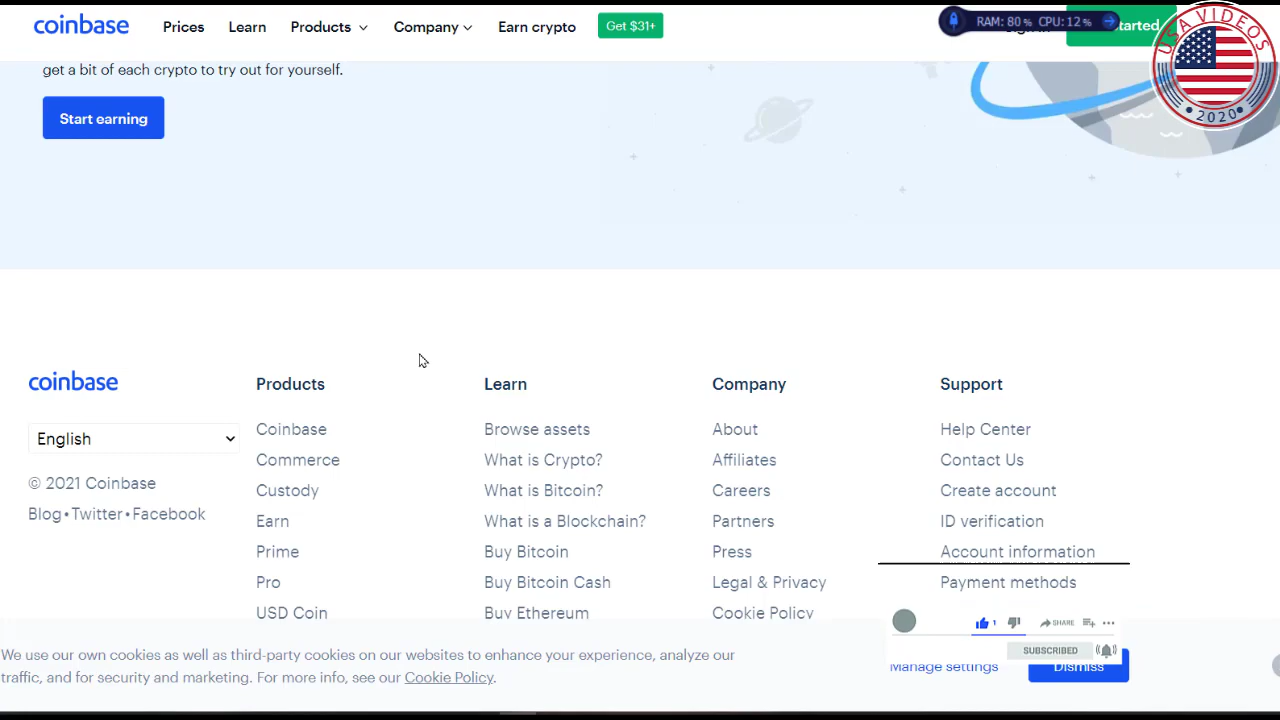 coinbase Prices Learn Products Company Earn crypto Get $31+ RAM: 80% CPU: 12%
USA VIDEOS
2020
get a bit of each crypto to try out for yourself.
Start earning
coinbase Products Learn Company Support
English Coinbase Browse assets About Help Center
Commerce What is Crypto? Affiliates Contact Us
© 2021 Coinbase Custody What is Bitcoin? Careers Create account
Blog•Twitter•Facebook Earn What is a Blockchain? Partners ID verification
Prime Buy Bitcoin Press Account information
Pro Buy Bitcoin Cash Legal & Privacy Payment methods
USD Coin Buy Ethereum Cookie Policy
1 SHARE
SUBSCRIBED
We use our own cookies as well as third-party cookies on our websites to enhance your experience, analyze our
traffic, and for security and marketing. For more info, see our Cookie Policy.
Manage settings Dismiss